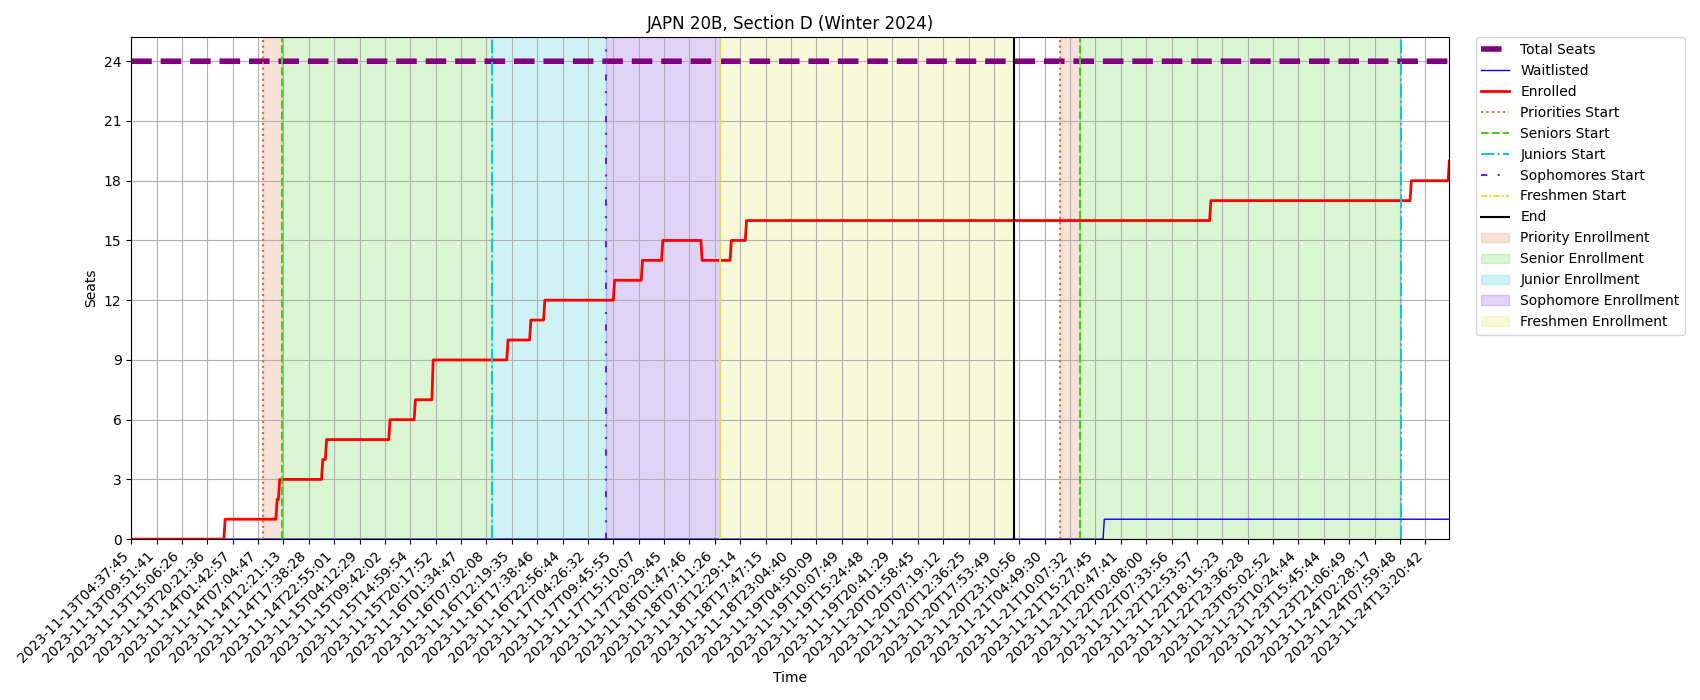 JAPN 20B, Section D (Winter 2024)
Seats
24
21
18
15
12
9
6
3
0
2023-11-13T04:37:45
2023-11-13T09:51:41
2023-11-13T15:06:26
2023-11-13T20:21:36
2023-11-14T01:42:57
2023-11-14T07:04:47
2023-11-14T12:21:13
2023-11-14T17:38:28
2023-11-14T22:55:01
2023-11-15T04:12:29
2023-11-15T09:42:02
2023-11-15T14:59:54
2023-11-15T20:17:52
2023-11-16T01:34:47
2023-11-16T07:02:08
2023-11-16T12:19:35
2023-11-16T17:38:46
2023-11-16T22:56:44
2023-11-17T04:26:32
2023-11-17T09:45:55
2023-11-17T15:10:07
2023-11-17T20:29:45
2023-11-18T01:47:46
2023-11-18T07:11:26
2023-11-18T12:29:14
2023-11-18T17:47:15
2023-11-18T23:04:40
2023-11-19T04:50:09
2023-11-19T10:07:49
2023-11-19T15:24:48
2023-11-19T20:41:29
2023-11-20T01:58:45
2023-11-20T07:19:12
2023-11-20T12:36:25
2023-11-20T17:53:49
2023-11-20T23:10:56
2023-11-21T04:49:30
2023-11-21T10:07:32
2023-11-21T15:27:45
2023-11-21T20:47:41
2023-11-22T02:08:00
2023-11-22T07:33:56
2023-11-22T12:53:57
2023-11-22T18:15:23
2023-11-22T23:36:28
2023-11-23T05:02:52
2023-11-23T10:24:44
2023-11-23T15:45:44
2023-11-23T21:06:49
2023-11-24T02:28:17
2023-11-24T07:59:48
2023-11-24T13:20:42
Time
Total Seats
Waitlisted
Enrolled
Priorities Start
Seniors Start
Juniors Start
Sophomores Start
Freshmen Start
End
Priority Enrollment
Senior Enrollment
Junior Enrollment
Sophomore Enrollment
Freshmen Enrollment